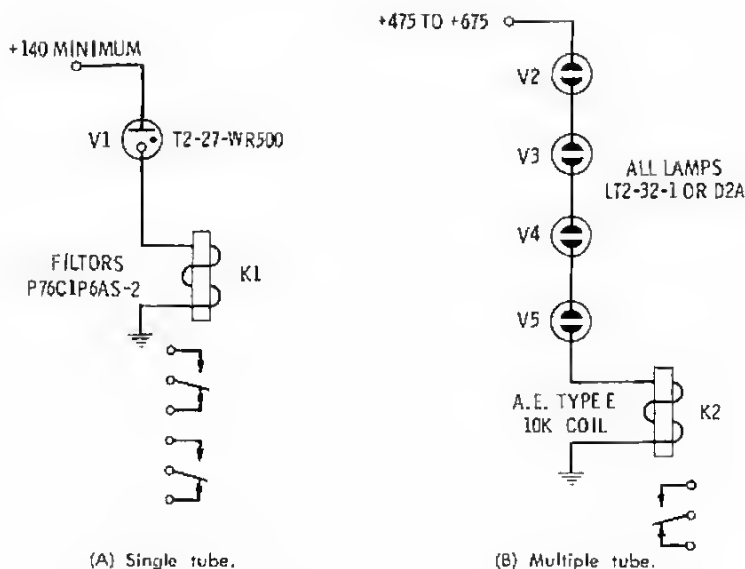 +140 MINIMUM
V1
T2-27-WR500
FILTORS
P76C1P6AS-2
K1
(A) Single tube.
+475 TO +675
V2
V3
ALL LAMPS
LT2-32-1 OR D2A
V4
V5
A.E. TYPE E
10K COIL
K2
(B) Multiple tube.